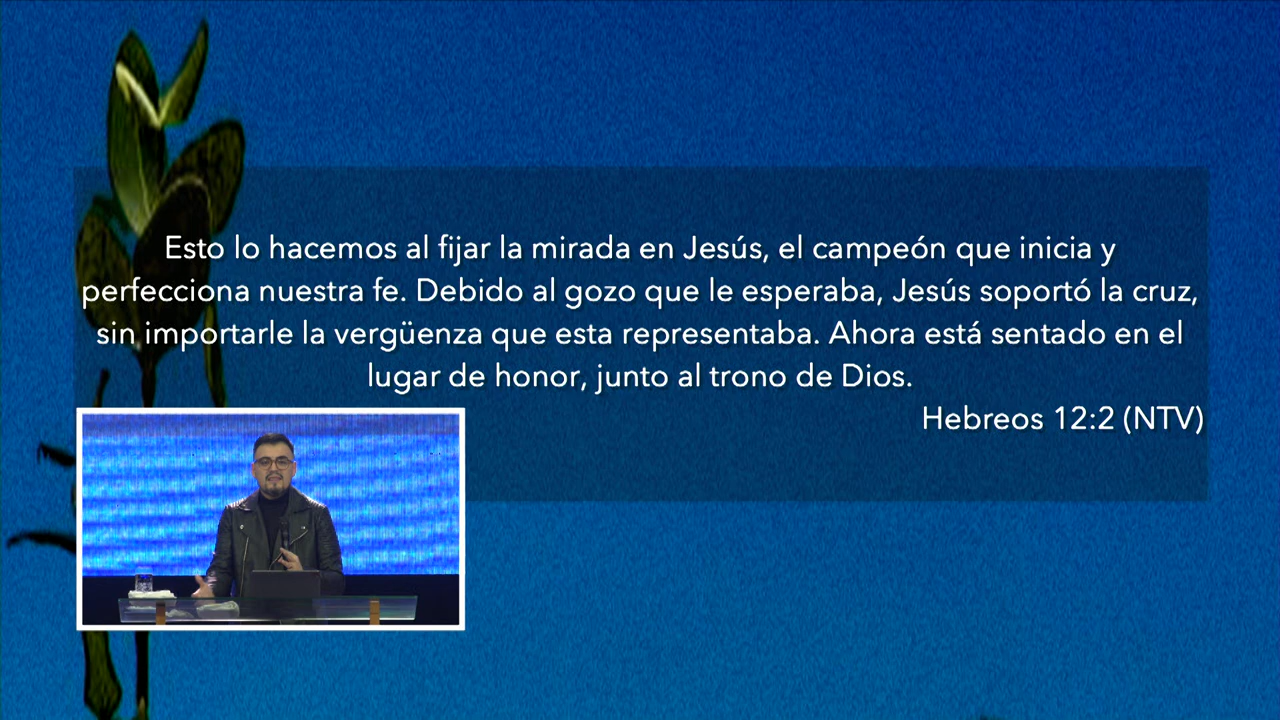 Esto lo hacemos al fijar la mirada en Jesús, el campeón que inicia y
perfecciona nuestra fe. Debido al gozo que le esperaba, Jesús soportó la cruz,
sin importarle la vergüenza que esta representaba. Ahora está sentado en el
lugar de honor, junto al trono de Dios.
Hebreos 12:2 (NTV)